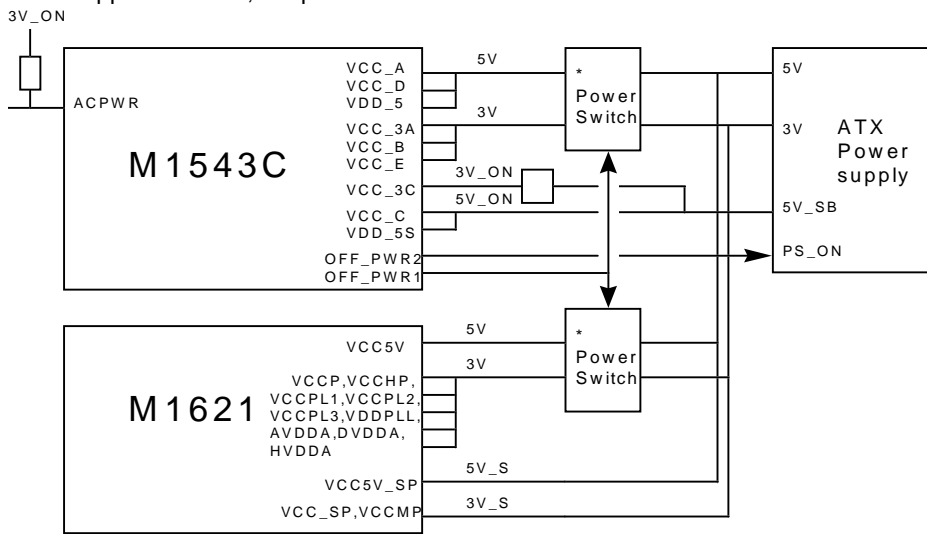 3V_ON
ACPWR
M1543C
VCC_A
VCC_D
VDD_5
VCC_3A
VCC_B
VCC_E
VCC_3C
VCC_C
VDD_5S
OFF_PWR2
OFF_PWR1
5V
3V
3V_ON
5V_ON
*
Power
Switch
5V
3V
5V_SB
PS_ON
ATX
Power
supply
M1621
VCC5V
VCCP,VCCHP,
VCCPL1,VCCPL2,
VCCPL3,VDDPLL,
AVDDA,DVDDA,
HVDDA
VCC5V_SP
VCC_SP,VCCMP
5V
3V
5V_S
3V_S
*
Power
Switch